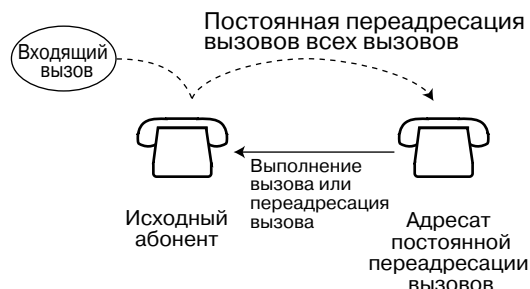 Постоянная переадресация
вызовов всех вызовов
Входящий
вызов
Выполнение
вызова или
переадресация
вызова
Исходный
абонент
Адресат
постоянной
переадресации
вызовов